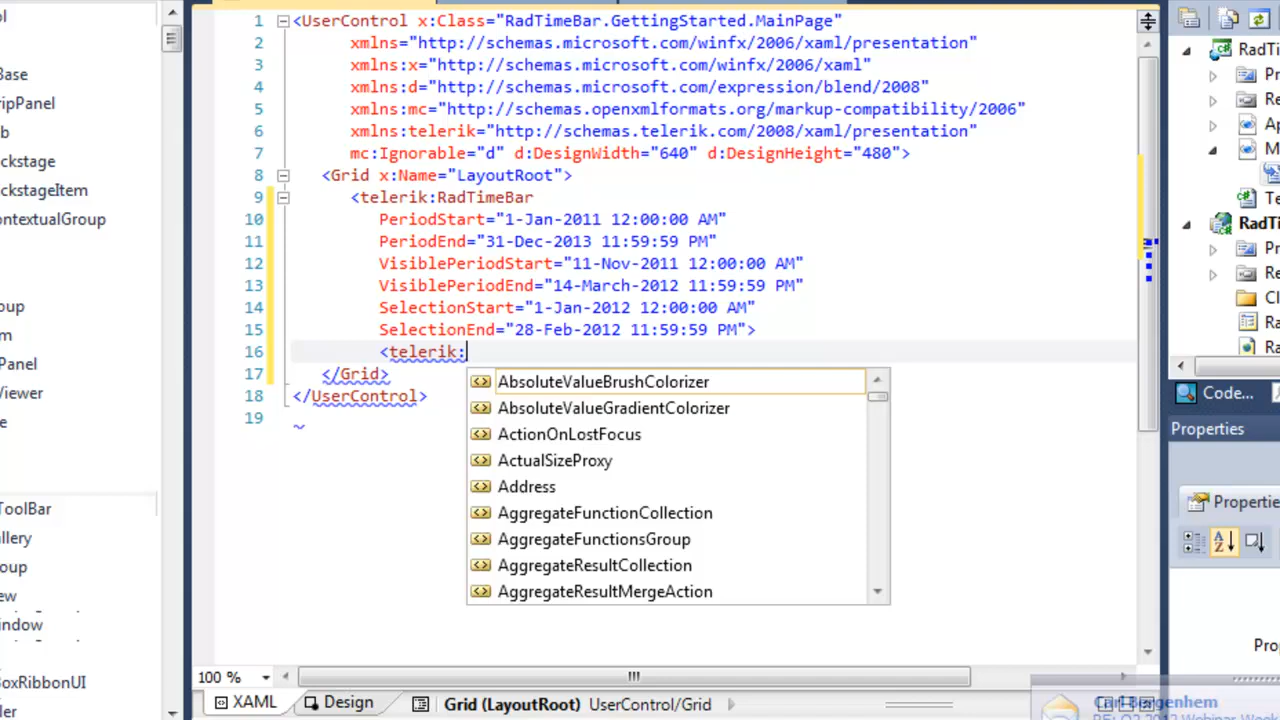 Base
ripPanel
b
ckstage
ckstageItem
ontextualGroup
oup
m
Panel
iewer
e
ToolBar
llery
oup
ew
indow
oxRibbonUI
ler
1 <UserControl x:Class="RadTimeBar.GettingStarted.MainPage"
2 xmlns="http://schemas.microsoft.com/winfx/2006/xaml/presentation"
3 xmlns:x="http://schemas.microsoft.com/winfx/2006/xaml"
4 xmlns:d="http://schemas.microsoft.com/expression/blend/2008"
5 xmlns:mc="http://schemas.openxmlformats.org/markup-compatibility/2006"
6 xmlns:telerik="http://schemas.telerik.com/2008/xaml/presentation"
7 mc:Ignorable="d" d:DesignWidth="640" d:DesignHeight="480">
8 <Grid x:Name="LayoutRoot">
9 <telerik:RadTimeBar
10 PeriodStart="1-Jan-2011 12:00:00 AM"
11 PeriodEnd="31-Dec-2013 11:59:59 PM"
12 VisiblePeriodStart="11-Nov-2011 12:00:00 AM"
13 VisiblePeriodEnd="14-March-2012 11:59:59 PM"
14 SelectionStart="1-Jan-2012 12:00:00 AM"
15 SelectionEnd="28-Feb-2012 11:59:59 PM">
16 <telerik:
17 </Grid>
18 </UserControl>
19
AbsoluteValueBrushColorizer
AbsoluteValueGradientColorizer
ActionOnLostFocus
ActualSizeProxy
Address
AggregateFunctionCollection
AggregateFunctionsGroup
AggregateResultCollection
AggregateResultMergeAction
100 %
XAML Design Grid (LayoutRoot) UserControl/Grid
RadTi
Pr
Re
Ap
M
Te
RadTi
Pr
Re
Cl
Ra
Ra
Code...
Properties
Properti
Prop
Carl Bergenhem
RE: Q2 2012 Webinar Week